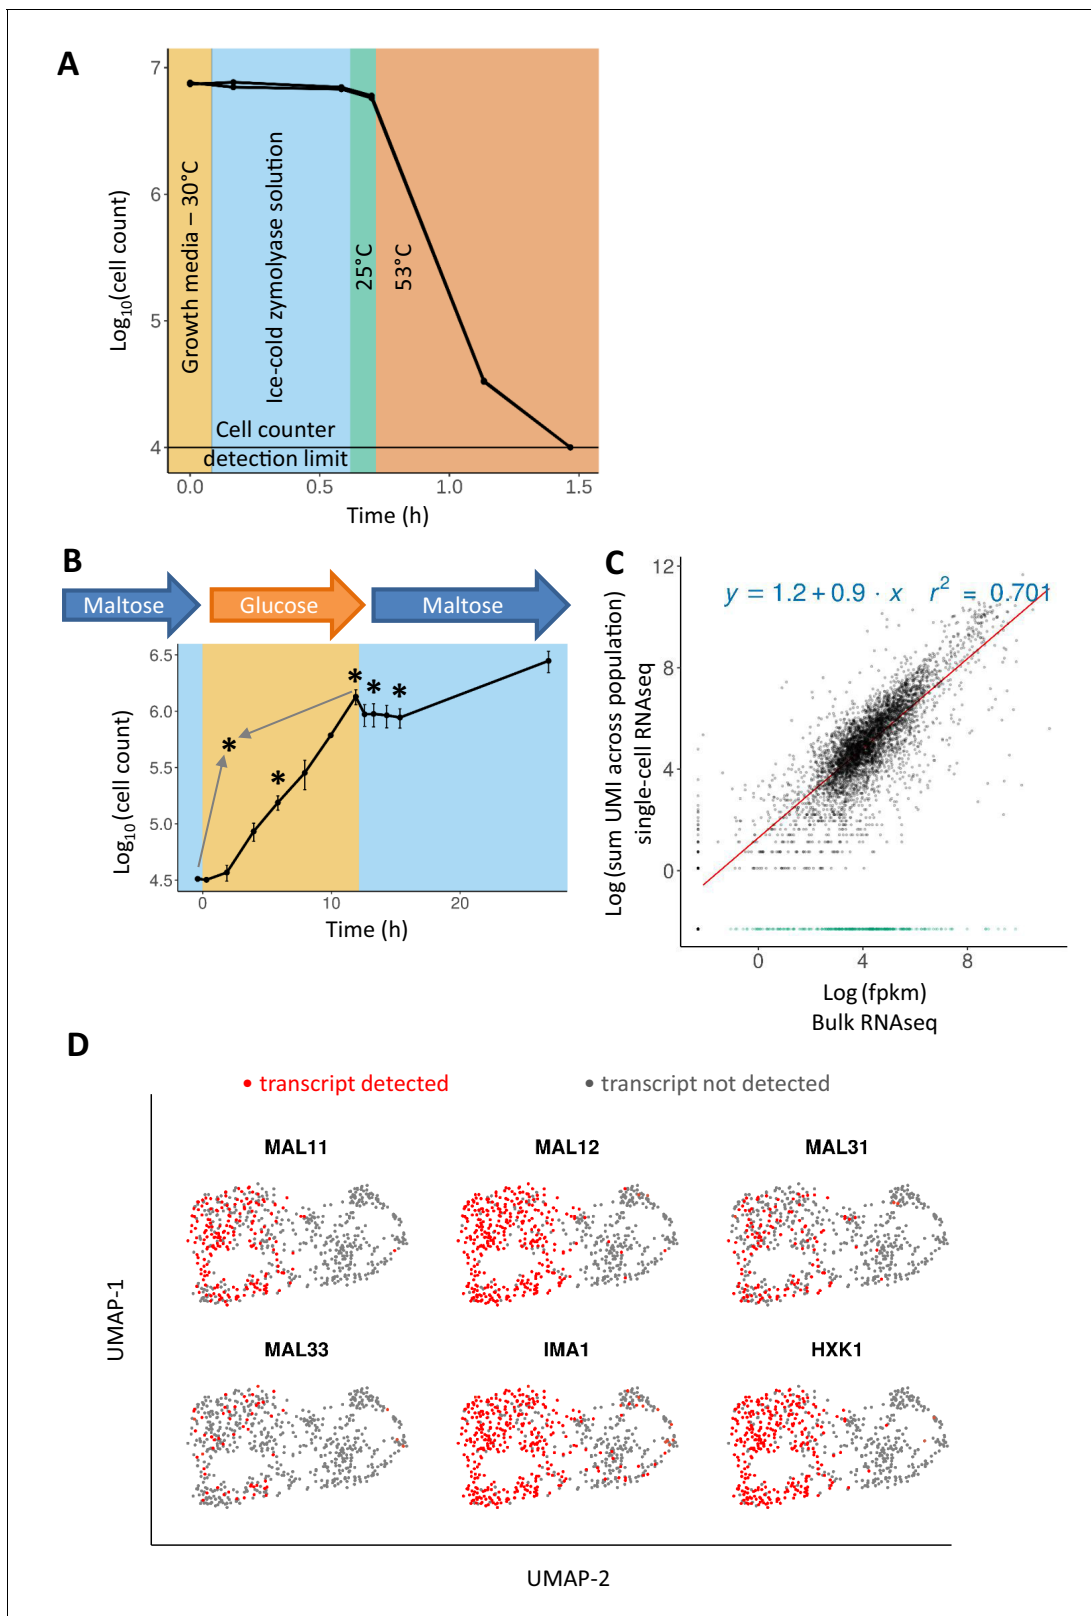 A
7
6
5
4
Log10(cell count)
Growth media – 30°C
Ice-cold zymolyase solution
25°C
53°C
Cell counter
detection limit
0.0 0.5 1.0 1.5
Time (h)
B
Maltose Glucose Maltose
6.5
6.0
5.5
5.0
4.5
Log10(cell count)
* * * * *
0 10 20
Time (h)
C
12
8
4
0
y = 1.2 + 0.9 · x r² = 0.701
Log (sum UMI across population)
single-cell RNAseq
0 4 8
Log (fpkm)
Bulk RNAseq
D
• transcript detected • transcript not detected
MAL11 MAL12 MAL31
MAL33 IMA1 HXK1
UMAP-1
UMAP-2